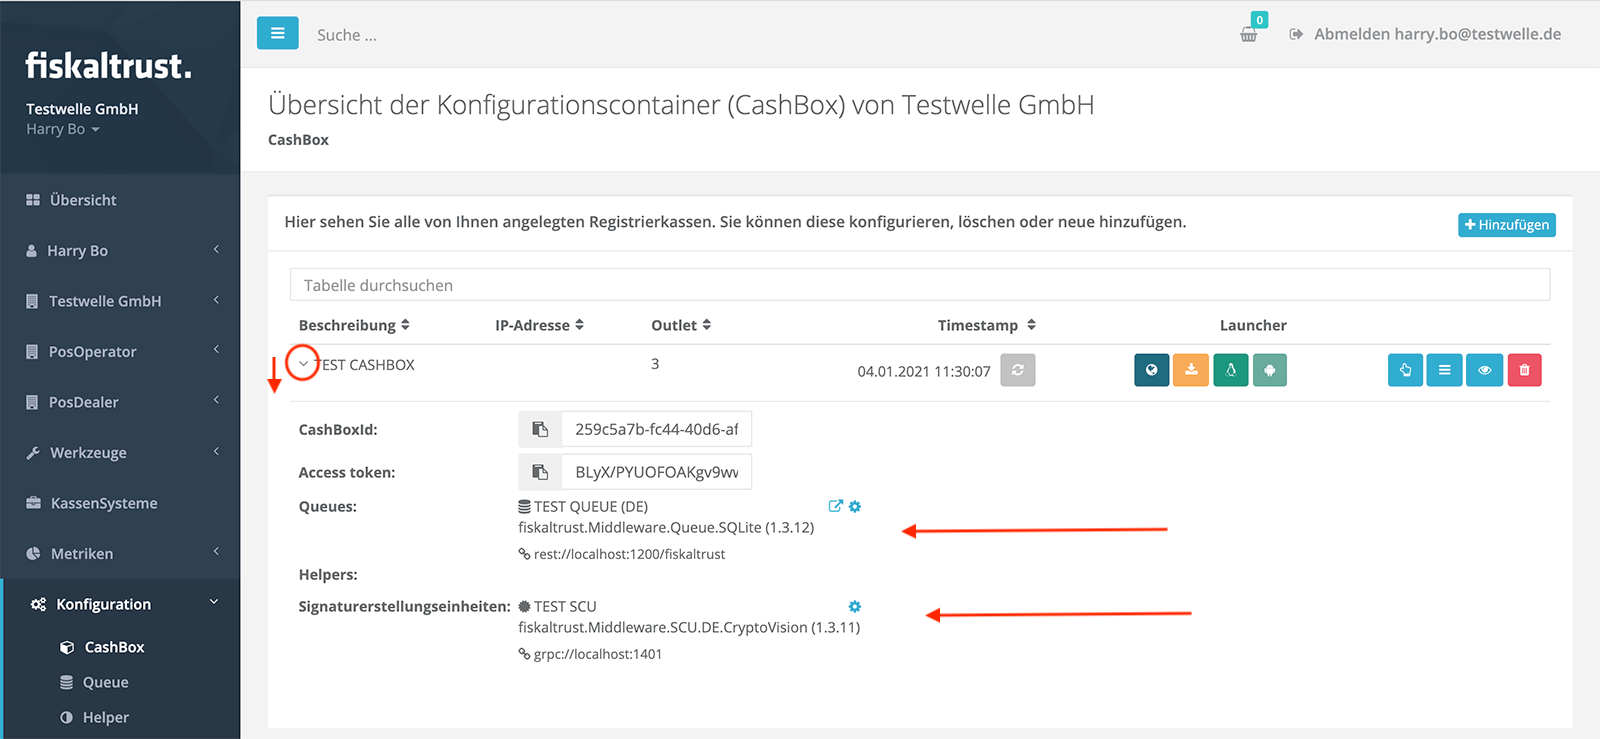 fiskaltrust.
Testwelle GmbH
Harry Bo
Übersicht
Harry Bo
Testwelle GmbH
PosOperator
PosDealer
Werkzeuge
KassenSysteme
Metriken
Konfiguration
CashBox
Queue
Helper
Suche ...
0
Abmelden harry.bo@testwelle.de
Übersicht der Konfigurationscontainer (CashBox) von Testwelle GmbH
CashBox
Hier sehen Sie alle von Ihnen angelegten Registrierkassen. Sie können diese konfigurieren, löschen oder neue hinzufügen.
Hinzufügen
Tabelle durchsuchen
Beschreibung IP-Adresse Outlet Timestamp Launcher
TEST CASHBOX 3 04.01.2021 11:30:07
CashBoxId: 259c5a7b-fc44-40d6-af
Access token: BLyX/PYUOFOAKgv9wv
Queues: TEST QUEUE (DE)
fiskaltrust.Middleware.Queue.SQLite (1.3.12)
rest://localhost:1200/fiskaltrust
Helpers:
Signaturerstellungseinheiten: TEST SCU
fiskaltrust.Middleware.SCU.DE.CryptoVision (1.3.11)
grpc://localhost:1401